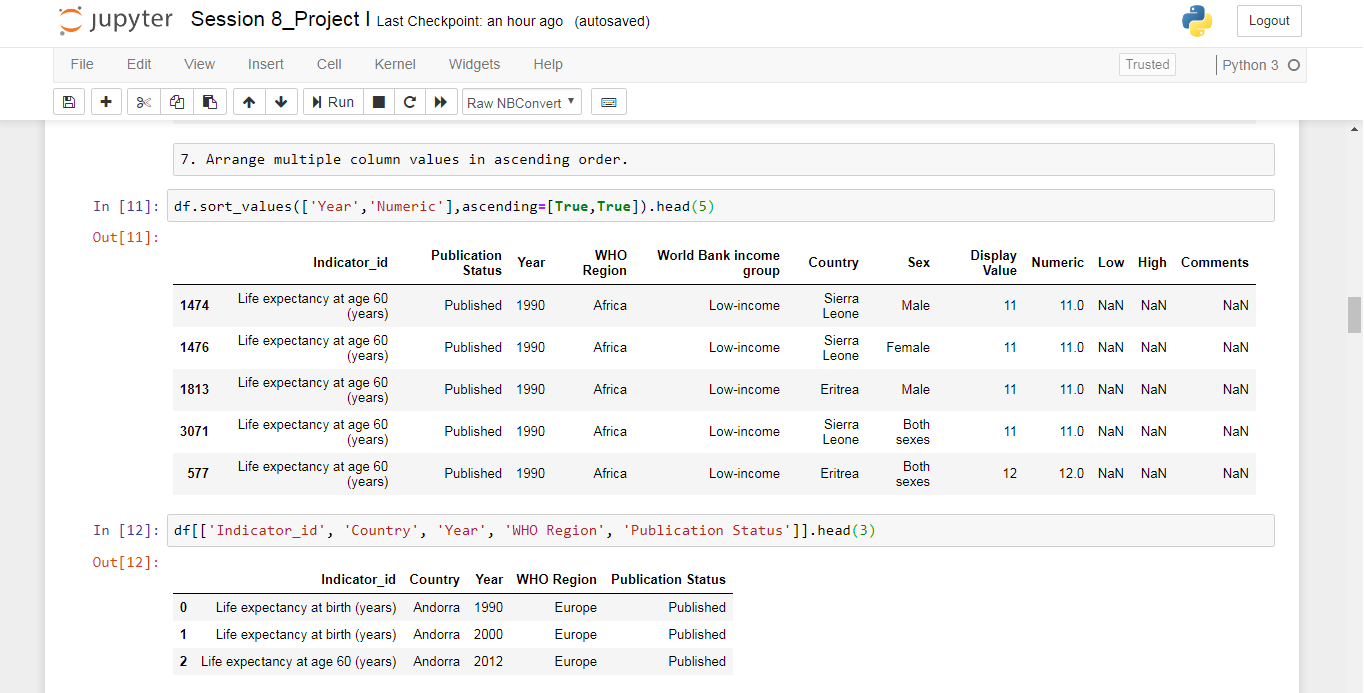 jupyter Session 8_Project I Last Checkpoint: an hour ago (autosaved) Logout
File Edit View Insert Cell Kernel Widgets Help Trusted Python 3
Run Raw NBConvert
7. Arrange multiple column values in ascending order.
In [11]: df.sort_values(['Year','Numeric'],ascending=[True,True]).head(5)
Out[11]:
Indicator_id Publication Status Year WHO Region World Bank income group Country Sex Display Value Numeric Low High Comments
1474 Life expectancy at age 60 (years) Published 1990 Africa Low-income Sierra Leone Male 11 11.0 NaN NaN NaN
1476 Life expectancy at age 60 (years) Published 1990 Africa Low-income Sierra Leone Female 11 11.0 NaN NaN NaN
1813 Life expectancy at age 60 (years) Published 1990 Africa Low-income Eritrea Male 11 11.0 NaN NaN NaN
3071 Life expectancy at age 60 (years) Published 1990 Africa Low-income Sierra Leone Both sexes 11 11.0 NaN NaN NaN
577 Life expectancy at age 60 (years) Published 1990 Africa Low-income Eritrea Both sexes 12 12.0 NaN NaN NaN
In [12]: df[['Indicator_id', 'Country', 'Year', 'WHO Region', 'Publication Status']].head(3)
Out[12]:
Indicator_id Country Year WHO Region Publication Status
0 Life expectancy at birth (years) Andorra 1990 Europe Published
1 Life expectancy at birth (years) Andorra 2000 Europe Published
2 Life expectancy at age 60 (years) Andorra 2012 Europe Published